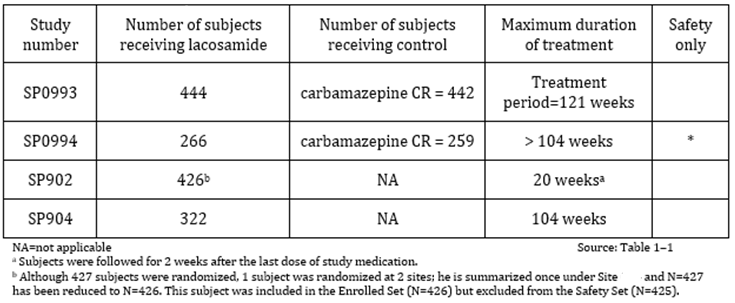 Study number | Number of subjects receiving lacosamide | Number of subjects receiving control | Maximum duration of treatment | Safety only
SP0993 | 444 | carbamazepine CR = 442 | Treatment period=121 weeks |
SP0994 | 266 | carbamazepine CR = 259 | > 104 weeks | *
SP902 | 426ᵇ | NA | 20 weeksᵃ |
SP904 | 322 | NA | 104 weeks |
NA=not applicable Source: Table 1–1
ᵃ Subjects were followed for 2 weeks after the last dose of study medication.
ᵇ Although 427 subjects were randomized, 1 subject was randomized at 2 sites; he is summarized once under Site and N=427
has been reduced to N=426. This subject was included in the Enrolled Set (N=426) but excluded from the Safety Set (N=425).